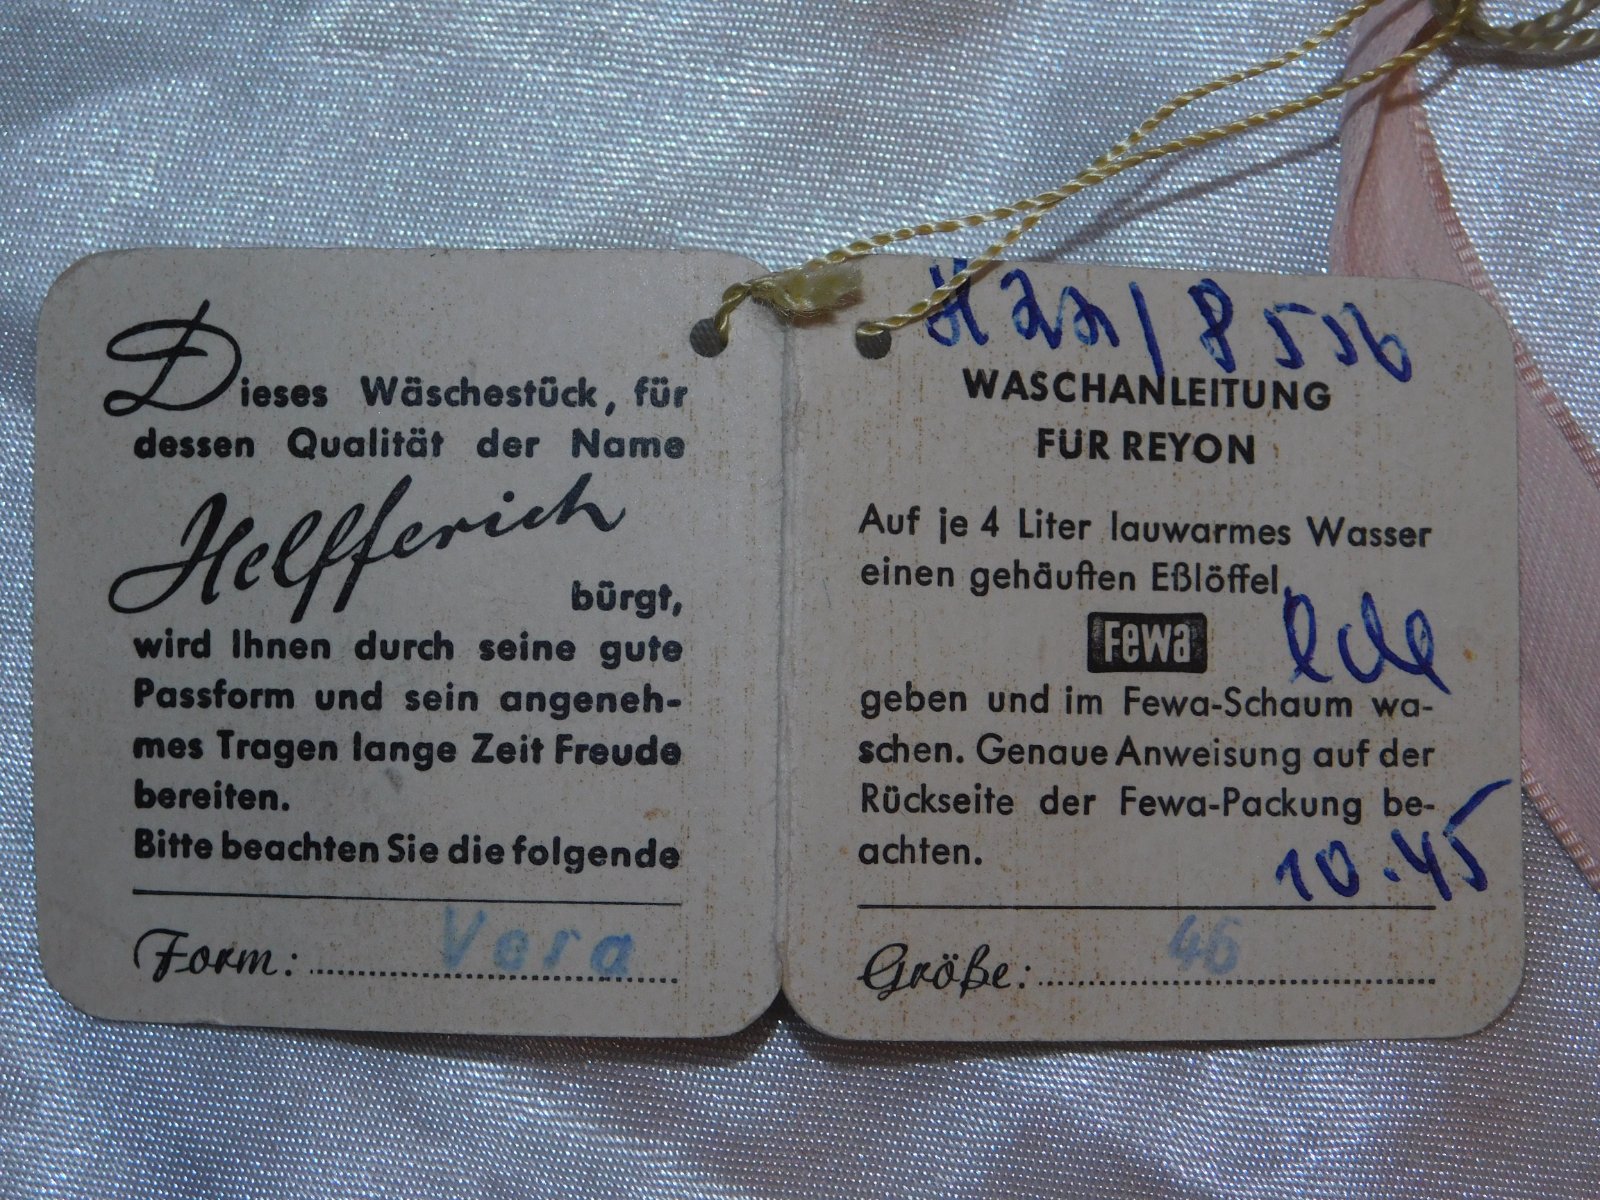 Dieses Wäschestück, für
dessen Qualität der Name
Helfferich
bürgt,
wird Ihnen durch seine gute
Passform und sein angeneh-
mes Tragen lange Zeit Freude
bereiten.
Bitte beachten Sie die folgende
Form: Vera
WASCHANLEITUNG
FÜR REYON
Auf je 4 Liter lauwarmes Wasser
einen gehäuften Eßlöffel
Fewa
geben und im Fewa-Schaum wa-
schen. Genaue Anweisung auf der
Rückseite der Fewa-Packung be-
achten.
10.45
Größe: 46